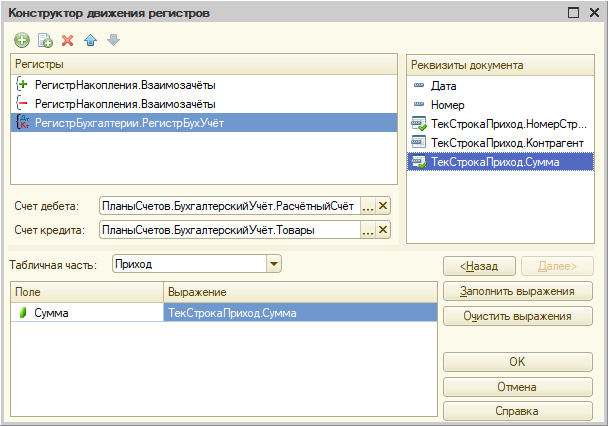 Конструктор движения регистров
Регистры
РегистрНакопления.Взаимозачёты
РегистрНакопления.Взаимозачёты
РегистрБухгалтерии.РегистрБухУчёт
Реквизиты документа
Дата
Номер
ТекСтрокаПриход.НомерСтр...
ТекСтрокаПриход.Контрагент
ТекСтрокаПриход.Сумма
Счет дебета: ПланыСчетов.БухгалтерскийУчёт.РасчётныйСчёт ...
Счет кредита: ПланыСчетов.БухгалтерскийУчёт.Товары ...
Табличная часть: Приход
<Назад
Далее>
Поле Выражение
Сумма ТекСтрокаПриход.Сумма
Заполнить выражения
Очистить выражения
OK
Отмена
Справка